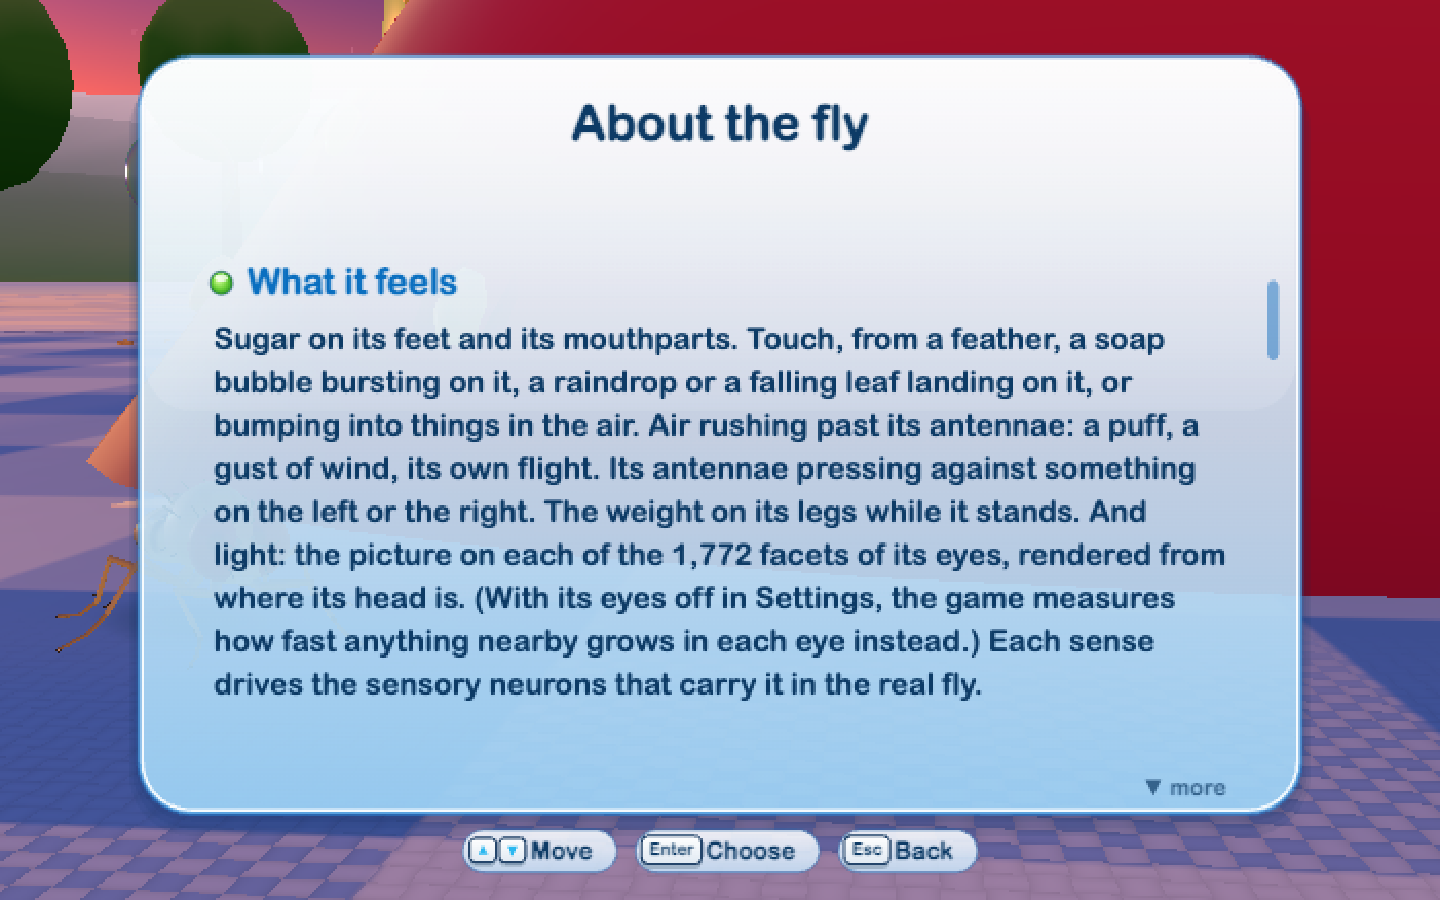 About the fly
What it feels
Sugar on its feet and its mouthparts. Touch, from a feather, a soap
bubble bursting on it, a raindrop or a falling leaf landing on it, or
bumping into things in the air. Air rushing past its antennae: a puff, a
gust of wind, its own flight. Its antennae pressing against something
on the left or the right. The weight on its legs while it stands. And
light: the picture on each of the 1,772 facets of its eyes, rendered from
where its head is. (With its eyes off in Settings, the game measures
how fast anything nearby grows in each eye instead.) Each sense
drives the sensory neurons that carry it in the real fly.
▼ more
▲ ▼ Move Enter Choose Esc Back